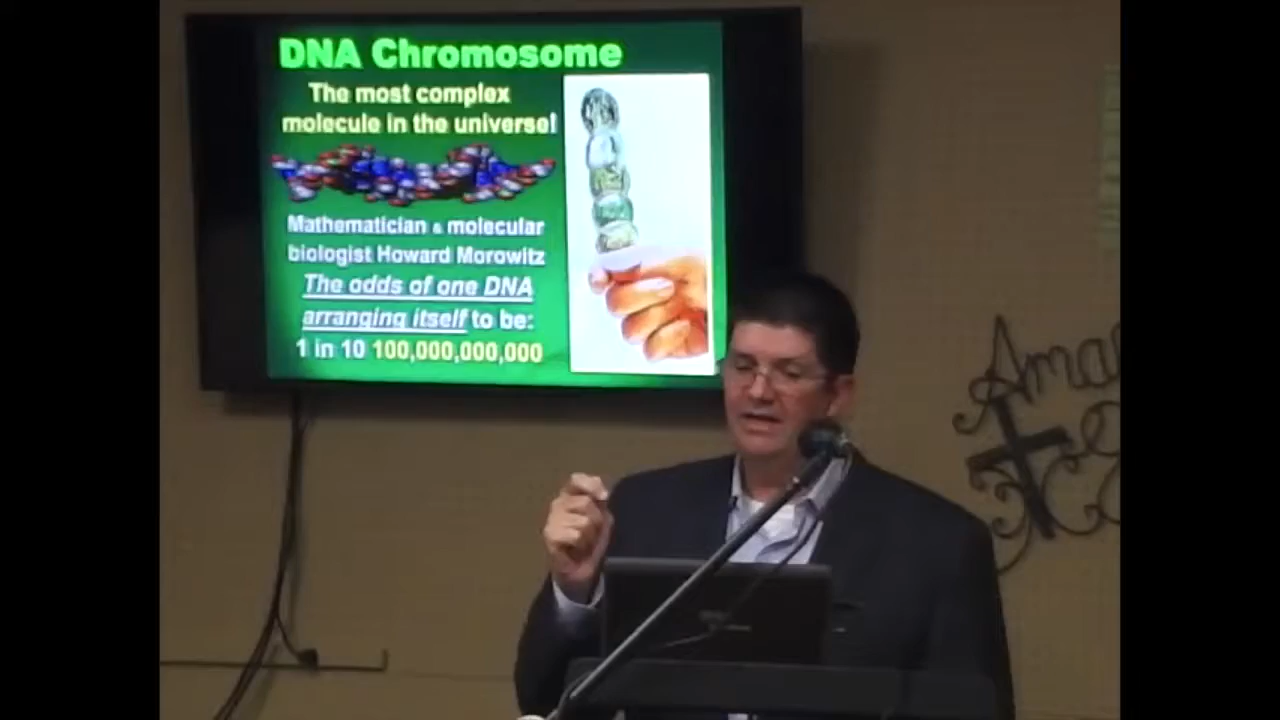 DNA Chromosome
The most complex
molecule in the universe!
Mathematician & molecular
biologist Howard Morowitz
The odds of one DNA
arranging itself to be:
1 in 10 100,000,000,000